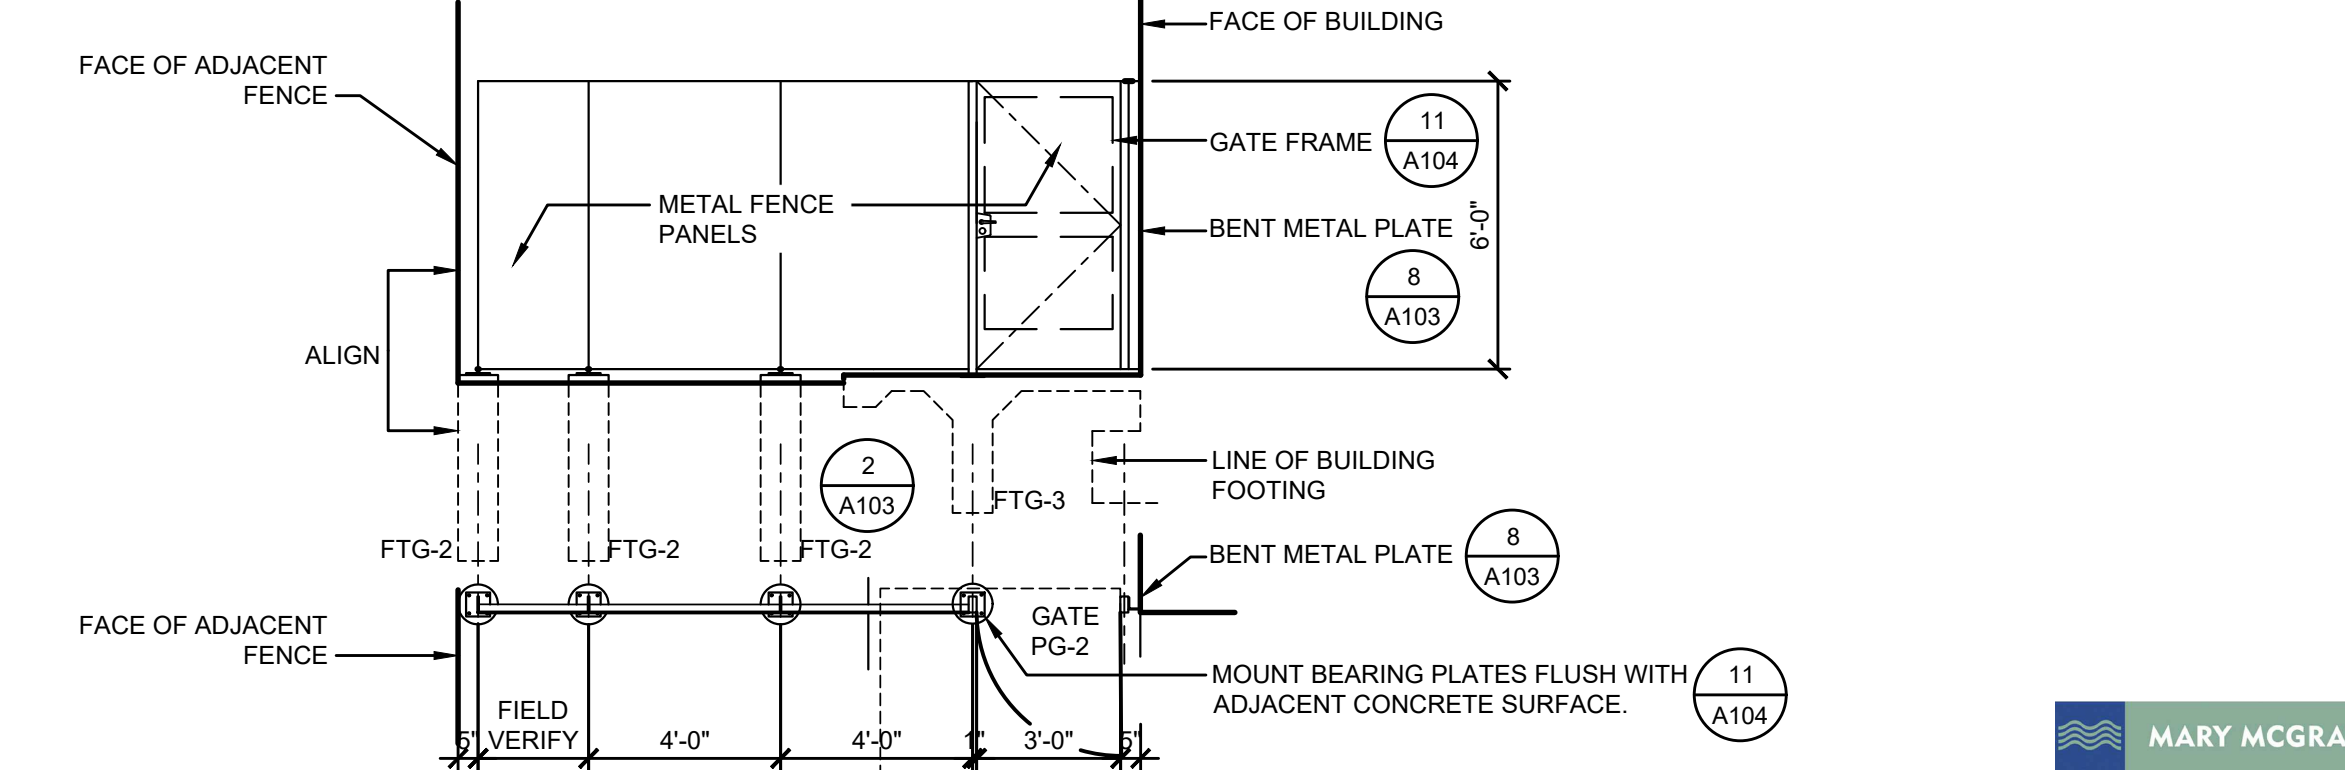 FACE OF BUILDING
FACE OF ADJACENT
FENCE
11
A104
GATE FRAME
METAL FENCE
PANELS
6'-0"
BENT METAL PLATE
8
A103
ALIGN
2
A103
LINE OF BUILDING
FOOTING
FTG-3
FTG-2
FTG-2
FTG-2
BENT METAL PLATE
8
A103
FACE OF ADJACENT
FENCE
GATE
PG-2
MOUNT BEARING PLATES FLUSH WITH
ADJACENT CONCRETE SURFACE.
11
A104
FIELD
VERIFY
5"
4'-0"
4'-0"
1"
3'-0"
5"
MARY MCGRA